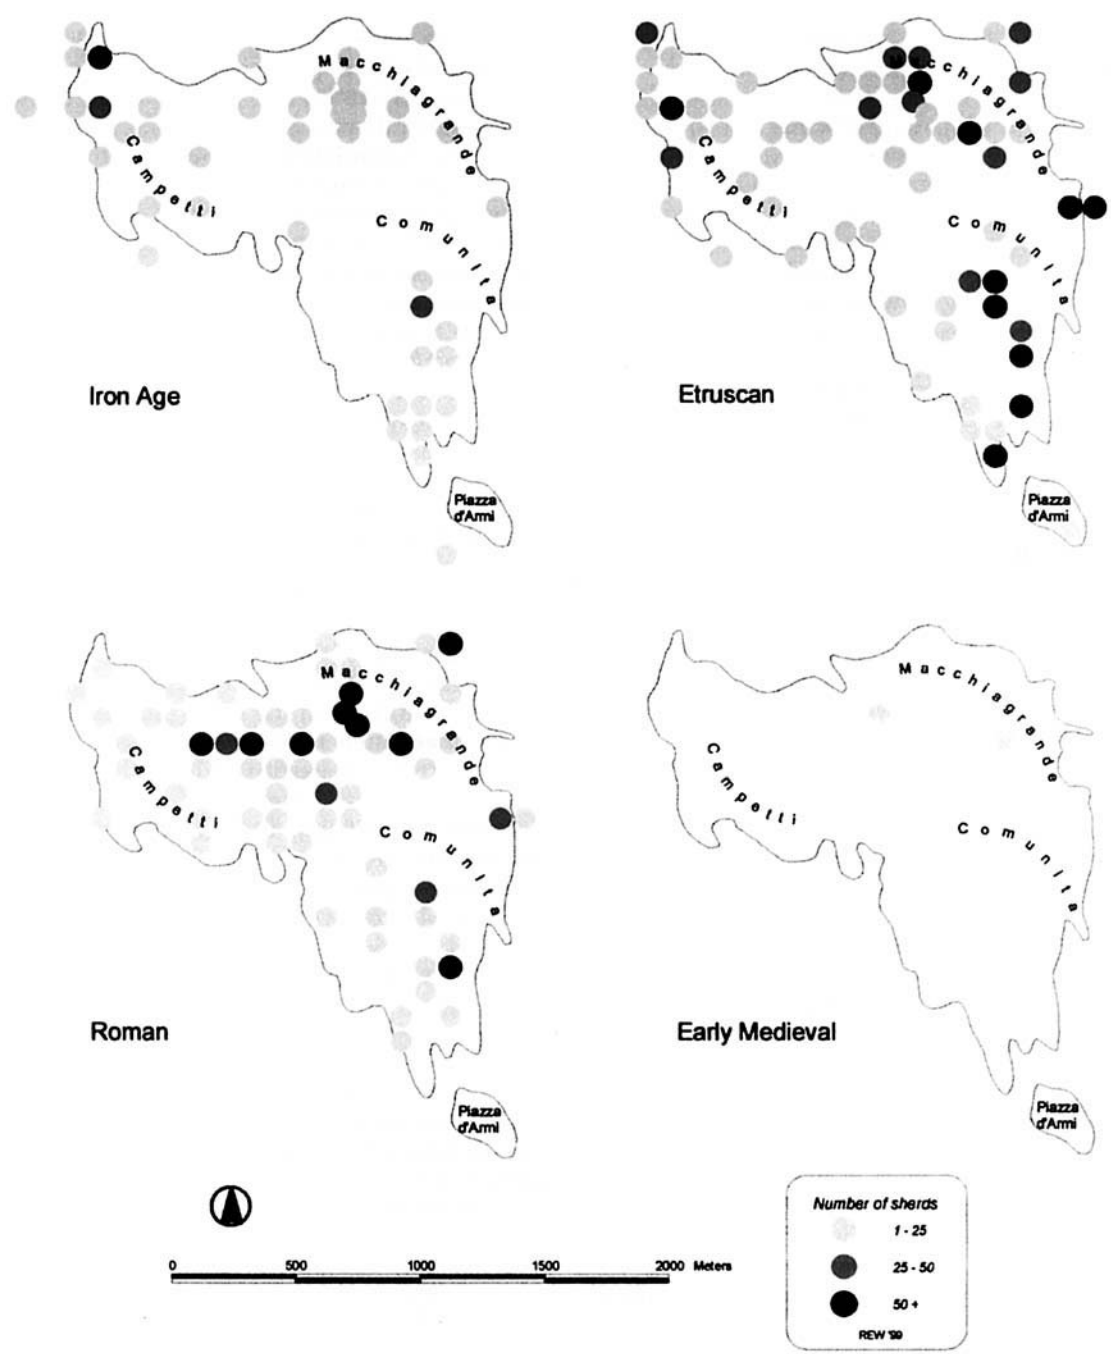 Macchiagrande
Campetti
Comunita
Iron Age
Piazza
d'Armi
Macchiagrande
Campetti
Comunita
Etruscan
Piazza
d'Armi
Macchiagrande
Campetti
Comunita
Roman
Piazza
d'Armi
Macchiagrande
Campetti
Comunita
Early Medieval
Piazza
d'Armi
0 500 1000 1500 2000 Meters
Number of sherds
1 - 25
25 - 50
50 +
REW '99